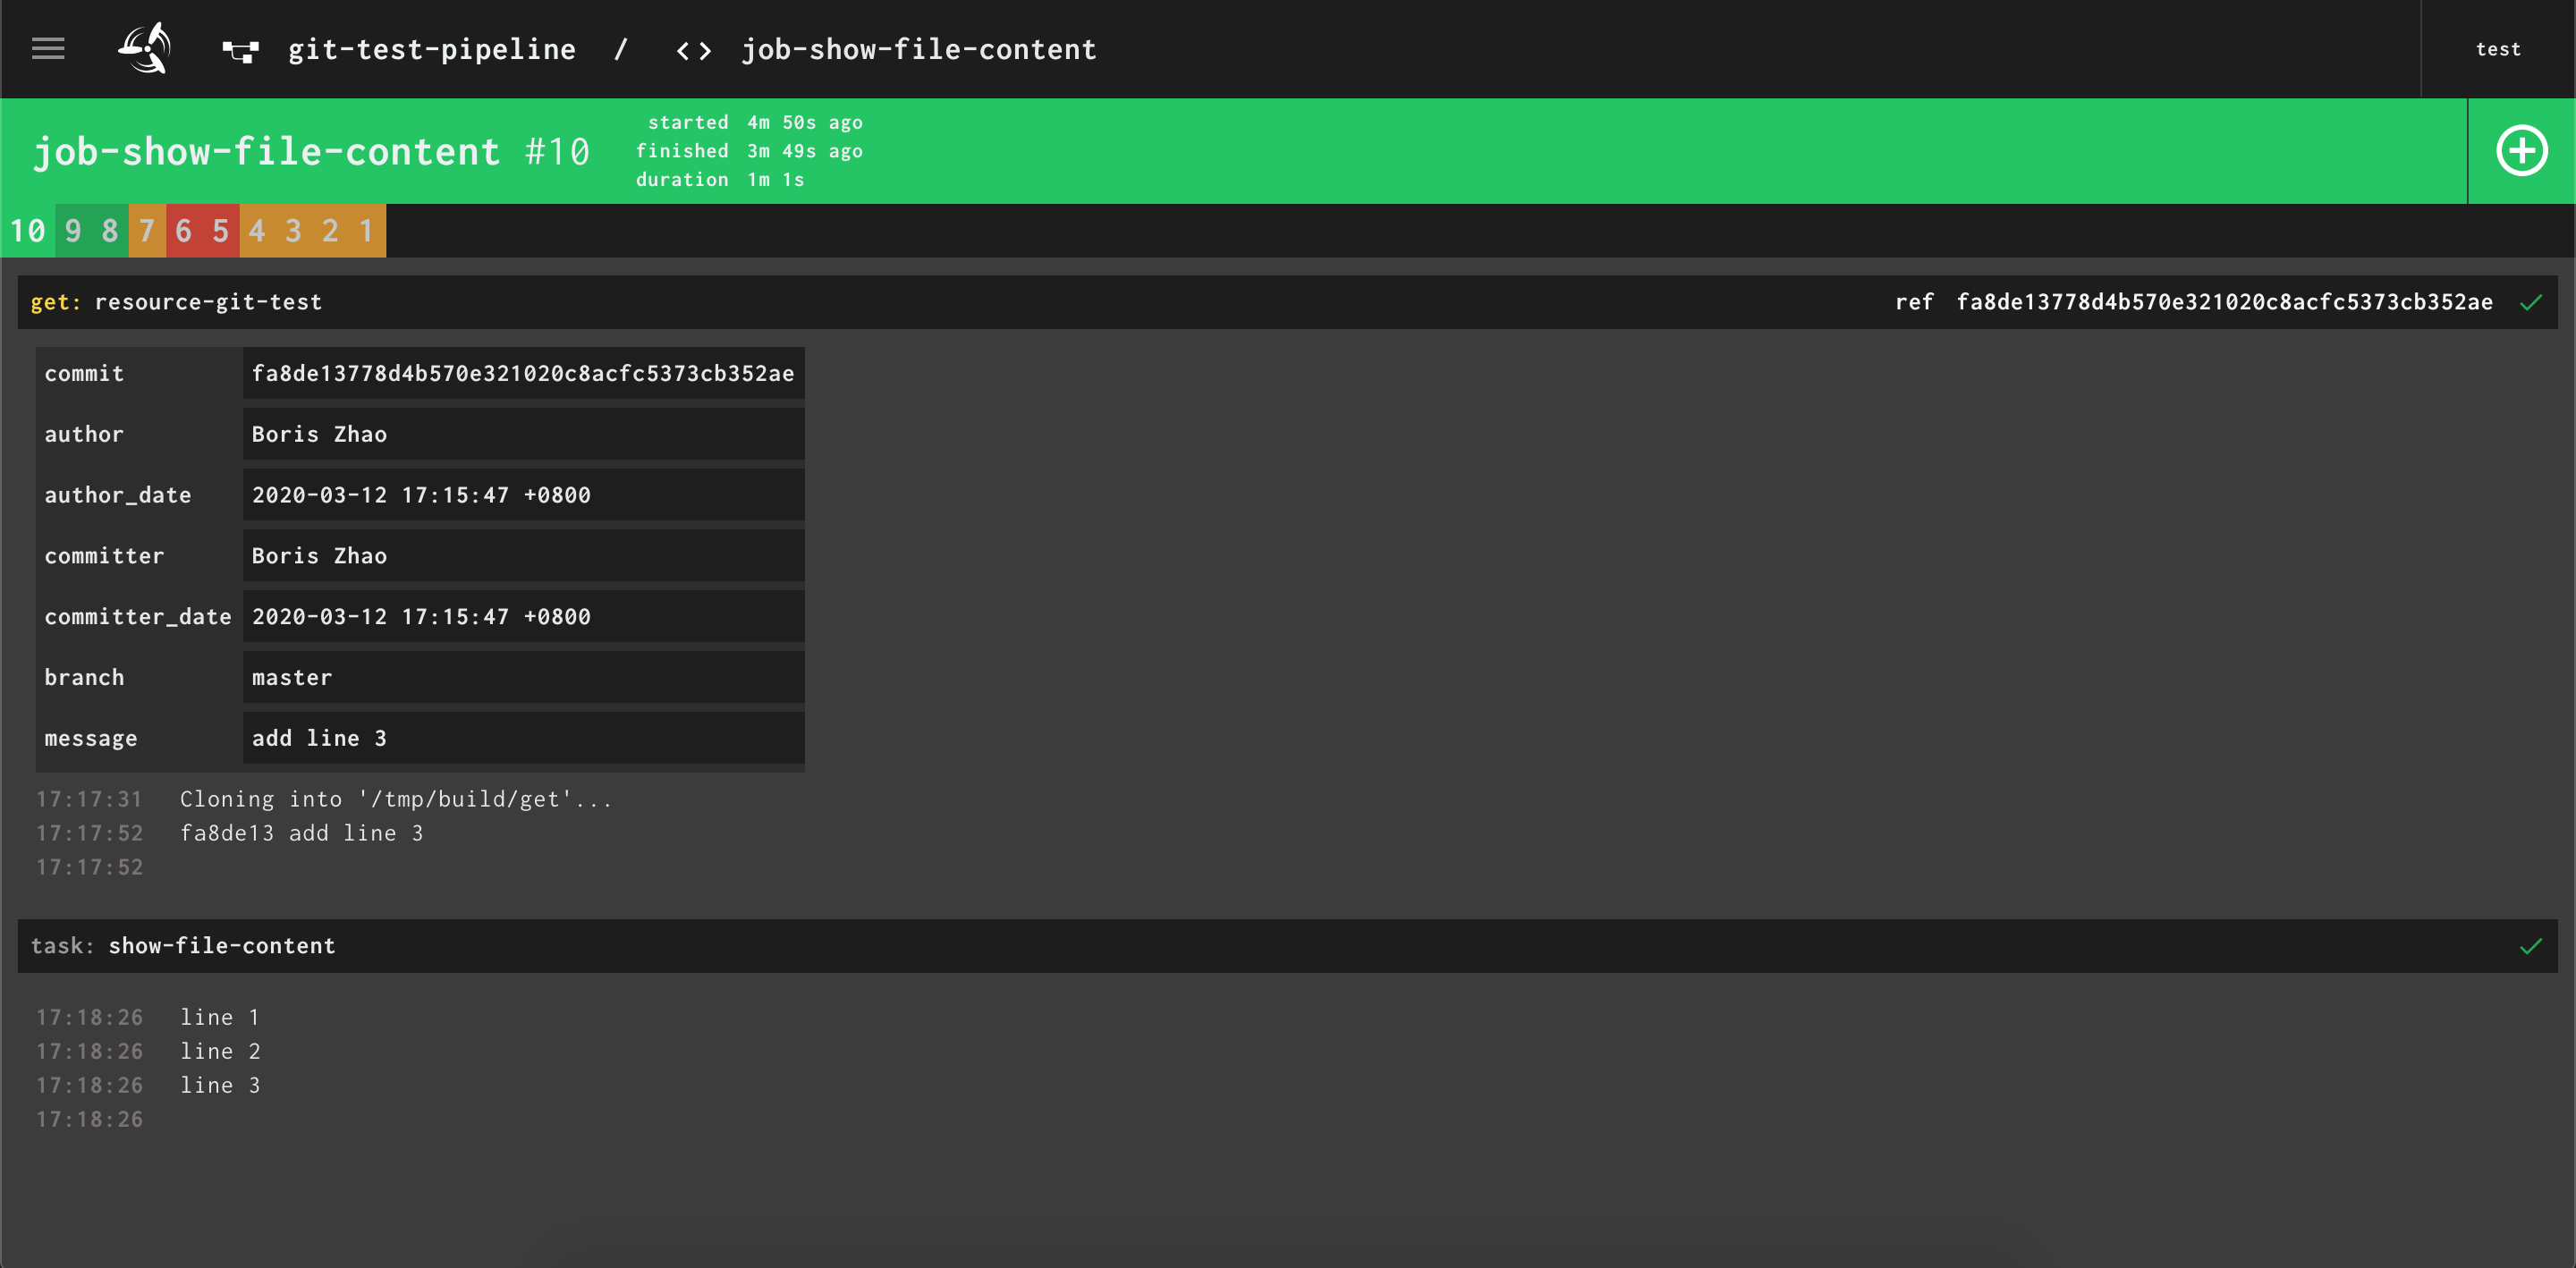 git-test-pipeline / <> job-show-file-content test
job-show-file-content #10
started 4m 50s ago
finished 3m 49s ago
duration 1m 1s
10 9 8 7 6 5 4 3 2 1
get: resource-git-test ref fa8de13778d4b570e321020c8acfc5373cb352ae
commit fa8de13778d4b570e321020c8acfc5373cb352ae
author Boris Zhao
author_date 2020-03-12 17:15:47 +0800
committer Boris Zhao
committer_date 2020-03-12 17:15:47 +0800
branch master
message add line 3
17:17:31 Cloning into '/tmp/build/get'...
17:17:52 fa8de13 add line 3
17:17:52
task: show-file-content
17:18:26 line 1
17:18:26 line 2
17:18:26 line 3
17:18:26